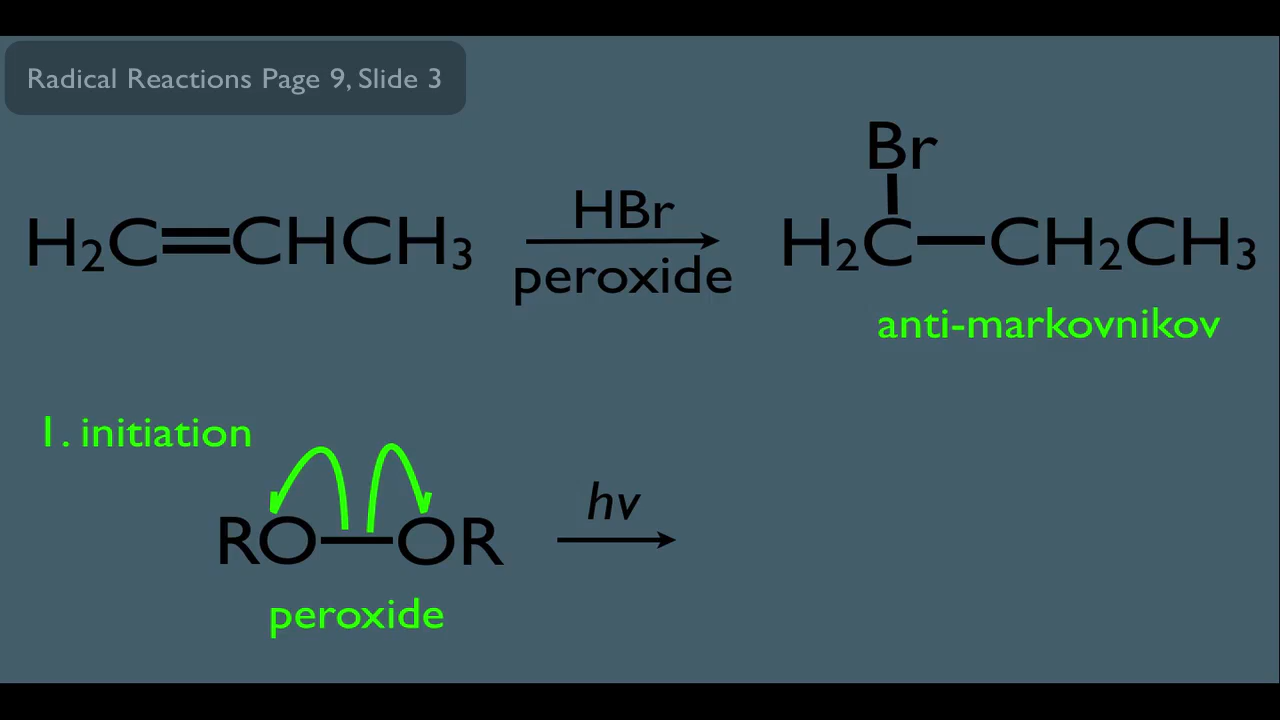 Radical Reactions Page 9, Slide 3
Br
H₂C=CHCH₃
HBr
peroxide
H₂C—CH₂CH₃
anti-markovnikov
1. initiation
RO—OR
hv
peroxide